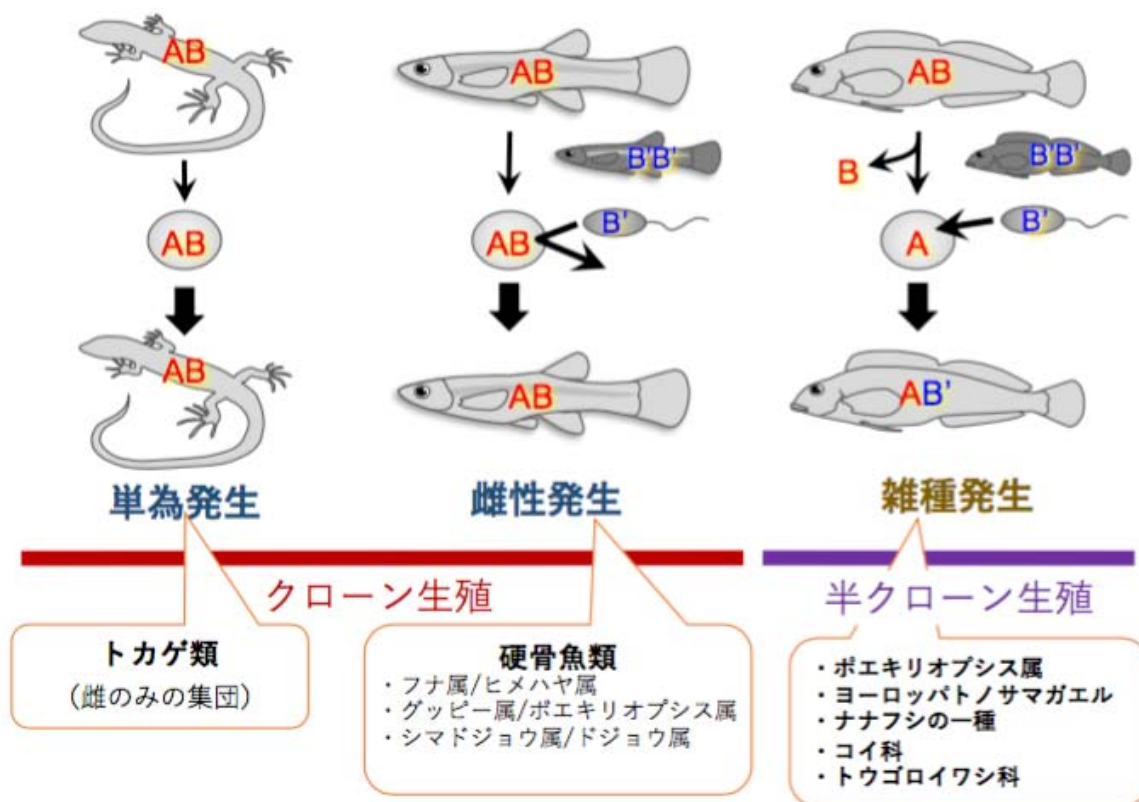 AB
AB
AB
B'B'
B'B'
B
AB
AB
B'
A
B'
AB
AB
AB'
単為発生
雌性発生
雑種発生
クローン生殖
半クローン生殖
トカゲ類
(雌のみの集団)
硬骨魚類
・フナ属/ヒメハヤ属
・グッピー属/ポエキリオプシス属
・シマドジョウ属/ドジョウ属
・ポエキリオプシス属
・ヨーロッパトノサマガエル
・ナナフシの一種
・コイ科
・トウゴロイワシ科